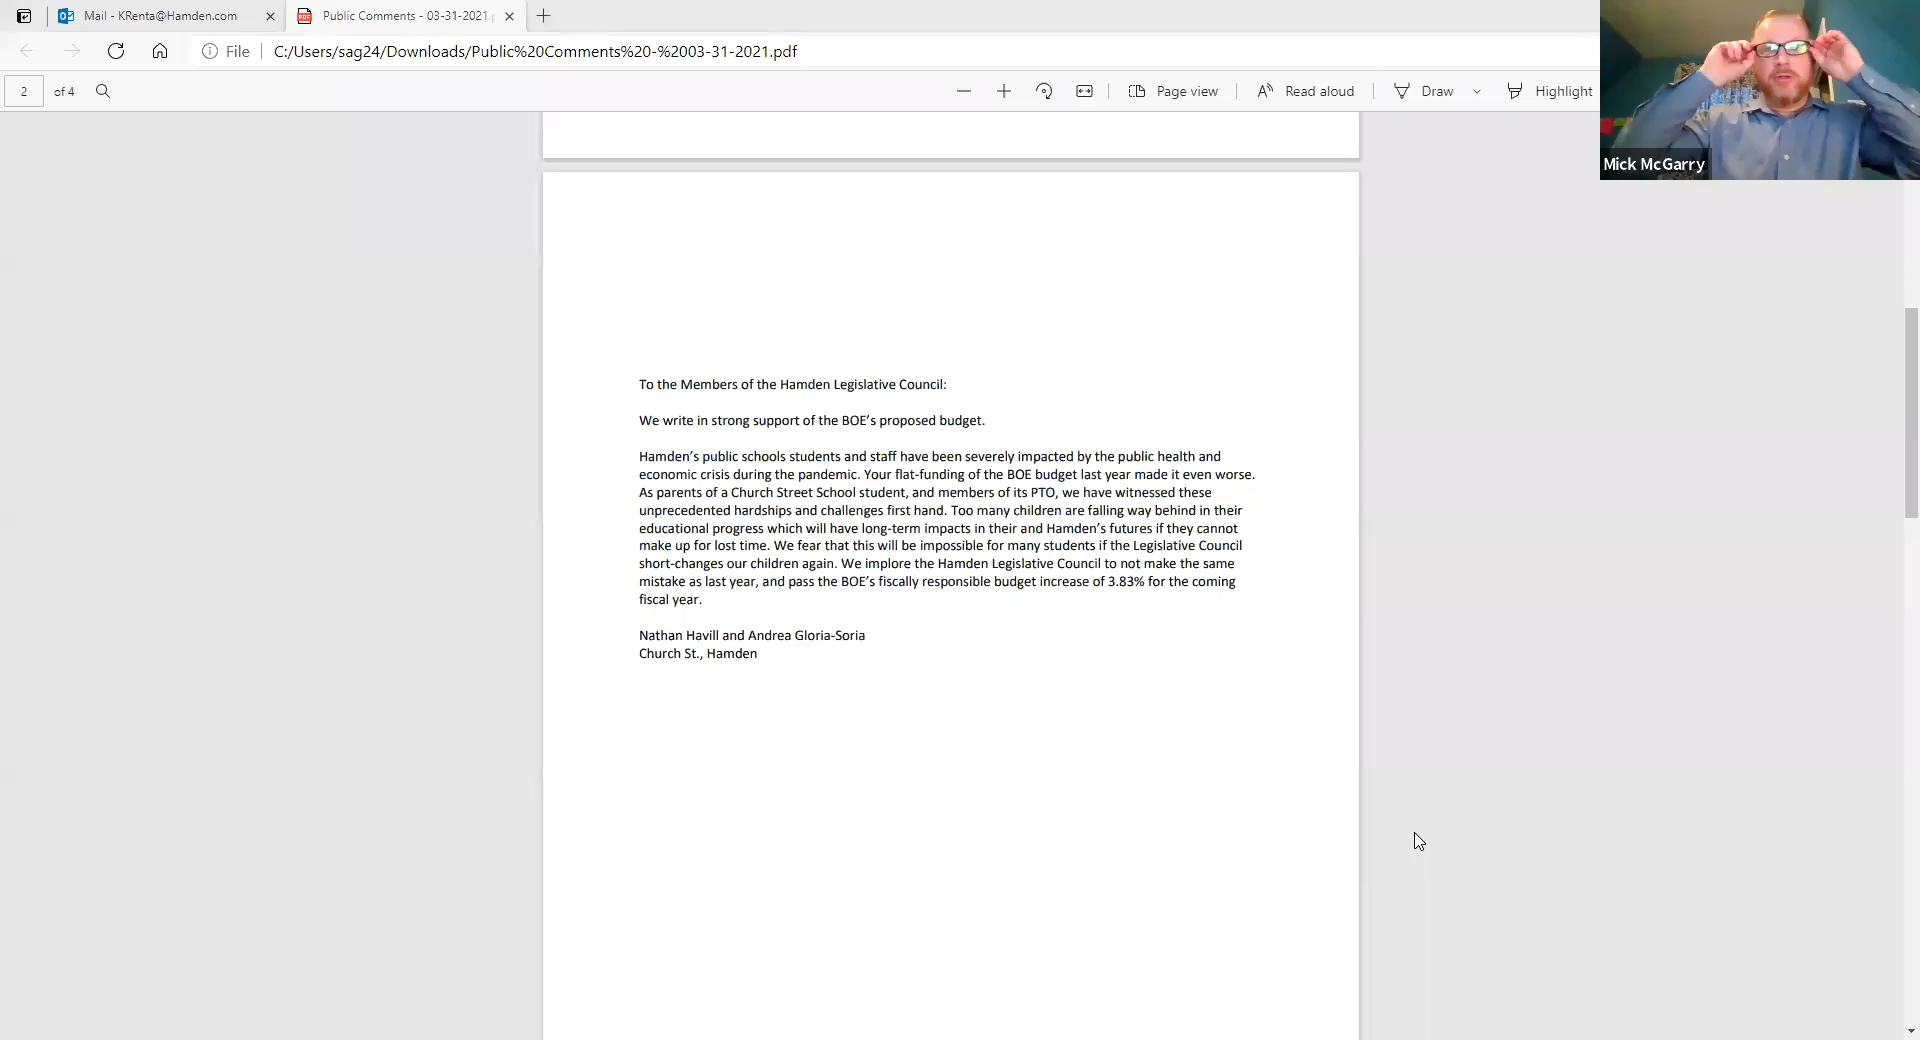 Mail - KRenta@Hamden.com
Public Comments - 03-31-2021.p
File
C:/Users/sag24/Downloads/Public%20Comments%20-%2003-31-2021.pdf
2 of 4
Page view
Read aloud
Draw
Highlight
Mick McGarry
To the Members of the Hamden Legislative Council:
We write in strong support of the BOE's proposed budget.
Hamden's public schools students and staff have been severely impacted by the public health and
economic crisis during the pandemic. Your flat-funding of the BOE budget last year made it even worse.
As parents of a Church Street School student, and members of its PTO, we have witnessed these
unprecedented hardships and challenges first hand. Too many children are falling way behind in their
educational progress which will have long-term impacts in their and Hamden's futures if they cannot
make up for lost time. We fear that this will be impossible for many students if the Legislative Council
short-changes our children again. We implore the Hamden Legislative Council to not make the same
mistake as last year, and pass the BOE's fiscally responsible budget increase of 3.83% for the coming
fiscal year.
Nathan Havill and Andrea Gloria-Soria
Church St., Hamden